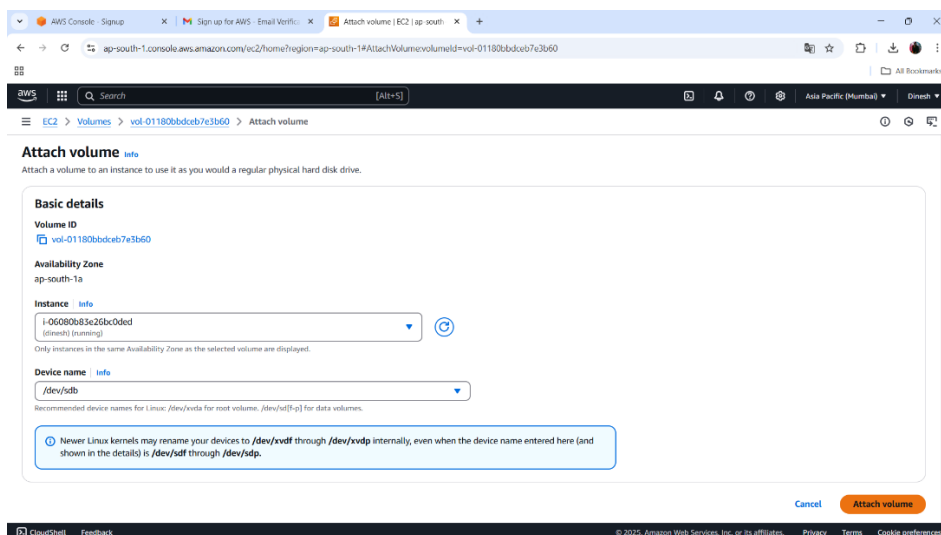 AWS Console - Signup
Sign up for AWS - Email Verific
Attach volume | EC2 | ap-south
ap-south-1.console.aws.amazon.com/ec2/home?region=ap-south-1#AttachVolume:volumeId=vol-01180bbdceb7e3b60
All Bookmarks
aws Search [Alt+S] Asia Pacific (Mumbai) Dinesh
EC2 > Volumes > vol-01180bbdceb7e3b60 > Attach volume
Attach volume Info
Attach a volume to an instance to use it as you would a regular physical hard disk drive.
Basic details
Volume ID
vol-01180bbdceb7e3b60
Availability Zone
ap-south-1a
Instance Info
i-06080b83e26bc0ded
(dinesh) (running)
Only instances in the same Availability Zone as the selected volume are displayed.
Device name Info
/dev/sdb
Recommended device names for Linux: /dev/xvda for root volume. /dev/sd[f-p] for data volumes.
Newer Linux kernels may rename your devices to /dev/xvdf through /dev/xvdp internally, even when the device name entered here (and
shown in the details) is /dev/sdf through /dev/sdp.
Cancel Attach volume
CloudShell Feedback © 2025, Amazon Web Services, Inc. or its affiliates. Privacy Terms Cookie preferences